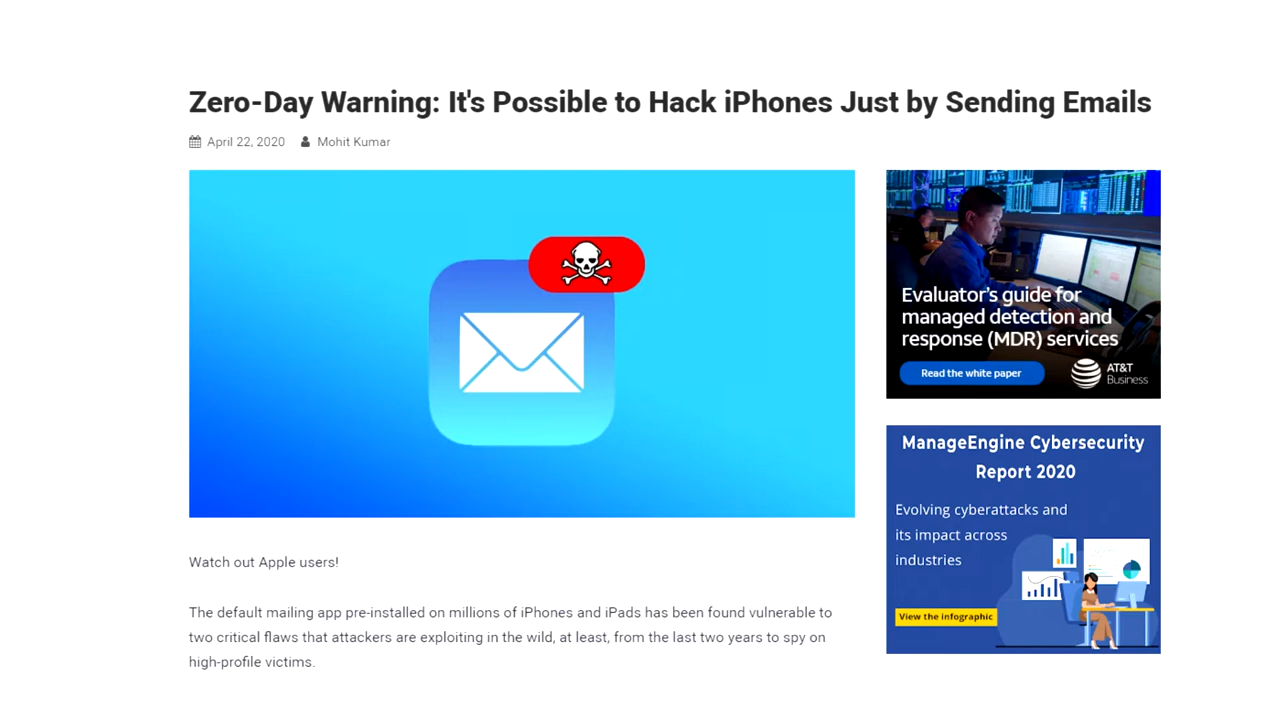 Zero-Day Warning: It's Possible to Hack iPhones Just by Sending Emails
April 22, 2020 Mohit Kumar
Evaluator's guide for
managed detection and
response (MDR) services
Read the white paper
AT&T
Business
ManageEngine Cybersecurity
Report 2020
Evolving cyberattacks and
its impact across
industries
View the infographic
Watch out Apple users!
The default mailing app pre-installed on millions of iPhones and iPads has been found vulnerable to
two critical flaws that attackers are exploiting in the wild, at least, from the last two years to spy on
high-profile victims.